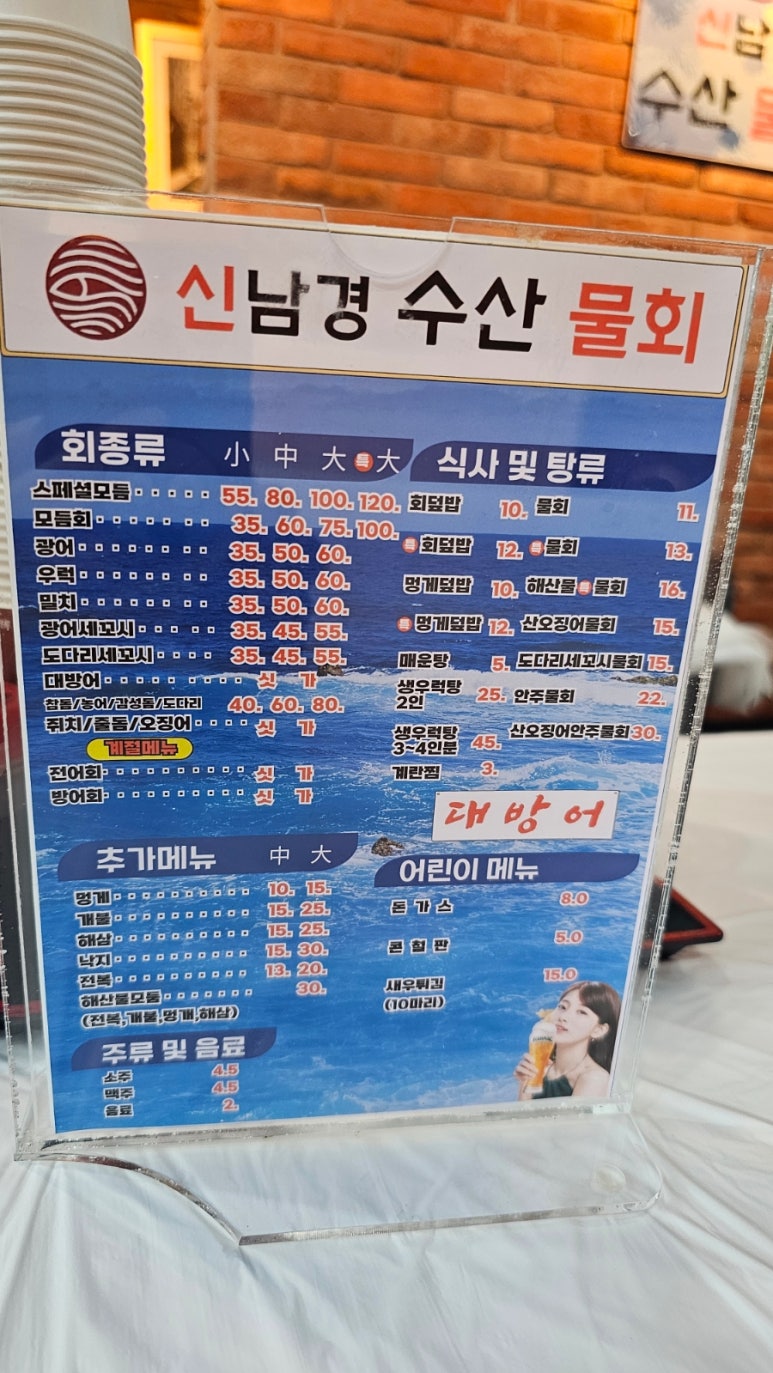 신남
수산 물
신남경 수산 물회
회종류 小 中 大 특大
스페셜모듬 · · · · · 55. 80. 100. 120.
모듬회 · · · · · · · 35. 60. 75. 100.
광어 · · · · · · · 35. 50. 60.
우럭 · · · · · · · 35. 50. 60.
밀치 · · · · · · · 35. 50. 60.
광어세꼬시 · · · · · 35. 45. 55.
도다리세꼬시 · · · · 35. 45. 55.
대방어 · · · · · · · · · 싯 가
참돔/농어/감성돔/도다리 40. 60. 80.
쥐치/줄돔/오징어 · · · · 싯 가
계절메뉴
전어회 · · · · · · · · · · 싯 가
방어회 · · · · · · · · · · 싯 가
식사 및 탕류
회덮밥 10. 물회 11.
특회덮밥 12. 특물회 13.
멍게덮밥 10. 해산물특물회 16.
특멍게덮밥 12. 산오징어물회 15.
매운탕 5. 도다리세꼬시물회 15.
생우럭탕
2인 25. 안주물회 22.
생우럭탕
3~4인분 45. 산오징어안주물회 30.
계란찜 3.
대방어
추가메뉴 中 大
멍게 · · · · · · · · · · 10. 15.
개불 · · · · · · · · · · 15. 25.
해삼 · · · · · · · · · · 15. 25.
낙지 · · · · · · · · · · 15. 30.
전복 · · · · · · · · · · 13. 20.
해산물모둠 · · · · · · · 30.
(전복,개불,멍개,해삼)
어린이 메뉴
돈 가 스 8.0
콘 철 판 5.0
새우튀김 15.0
(10마리)
주류 및 음료
소주 4.5
맥주 4.5
음료 2.